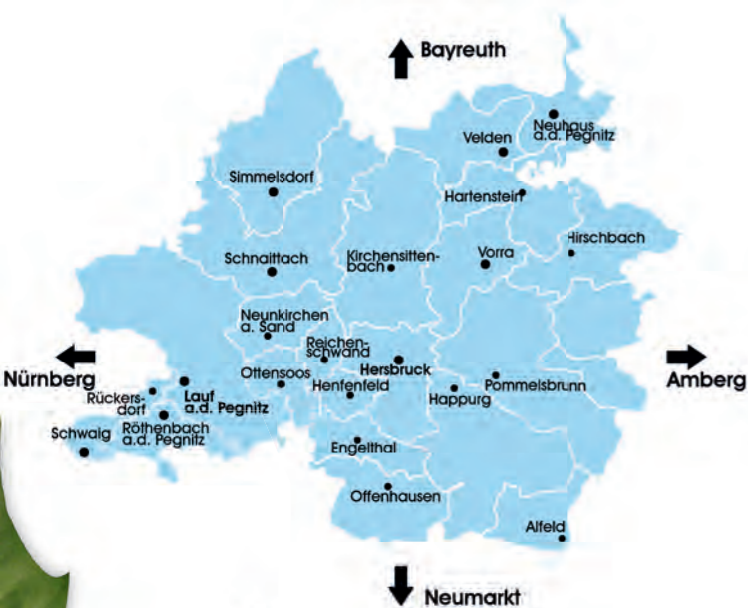 Bayreuth
Neuhaus
a.d. Pegnitz
Velden
Simmelsdorf
Hartenstein
Hirschbach
Schnaittach
Kirchensitten-
bach
Vorra
Neunkirchen
a. Sand
Reichen-
schwand
Nürnberg
Ottensoos
Hersbruck
Amberg
Rückers-
dorf
Lauf
a.d. Pegnitz
Henfenfeld
Happurg
Pommelsbrunn
Schwaig
Röthenbach
a.d. Pegnitz
Engelthal
Offenhausen
Alfeld
Neumarkt